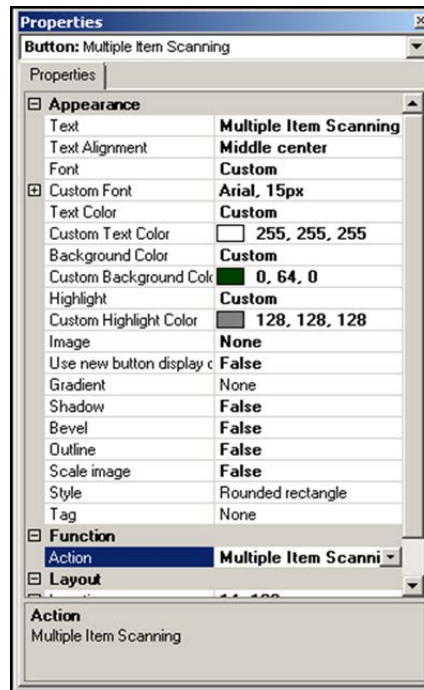 Properties
Button: Multiple Item Scanning
Properties
Appearance
Text Multiple Item Scanning
Text Alignment Middle center
Font Custom
Custom Font Arial, 15px
Text Color Custom
Custom Text Color 255, 255, 255
Background Color Custom
Custom Background Colo 0, 64, 0
Highlight Custom
Custom Highlight Color 128, 128, 128
Image None
Use new button display c False
Gradient None
Shadow False
Bevel False
Outline False
Scale image False
Style Rounded rectangle
Tag None
Function
Action Multiple Item Scanni
Layout
Action
Multiple Item Scanning